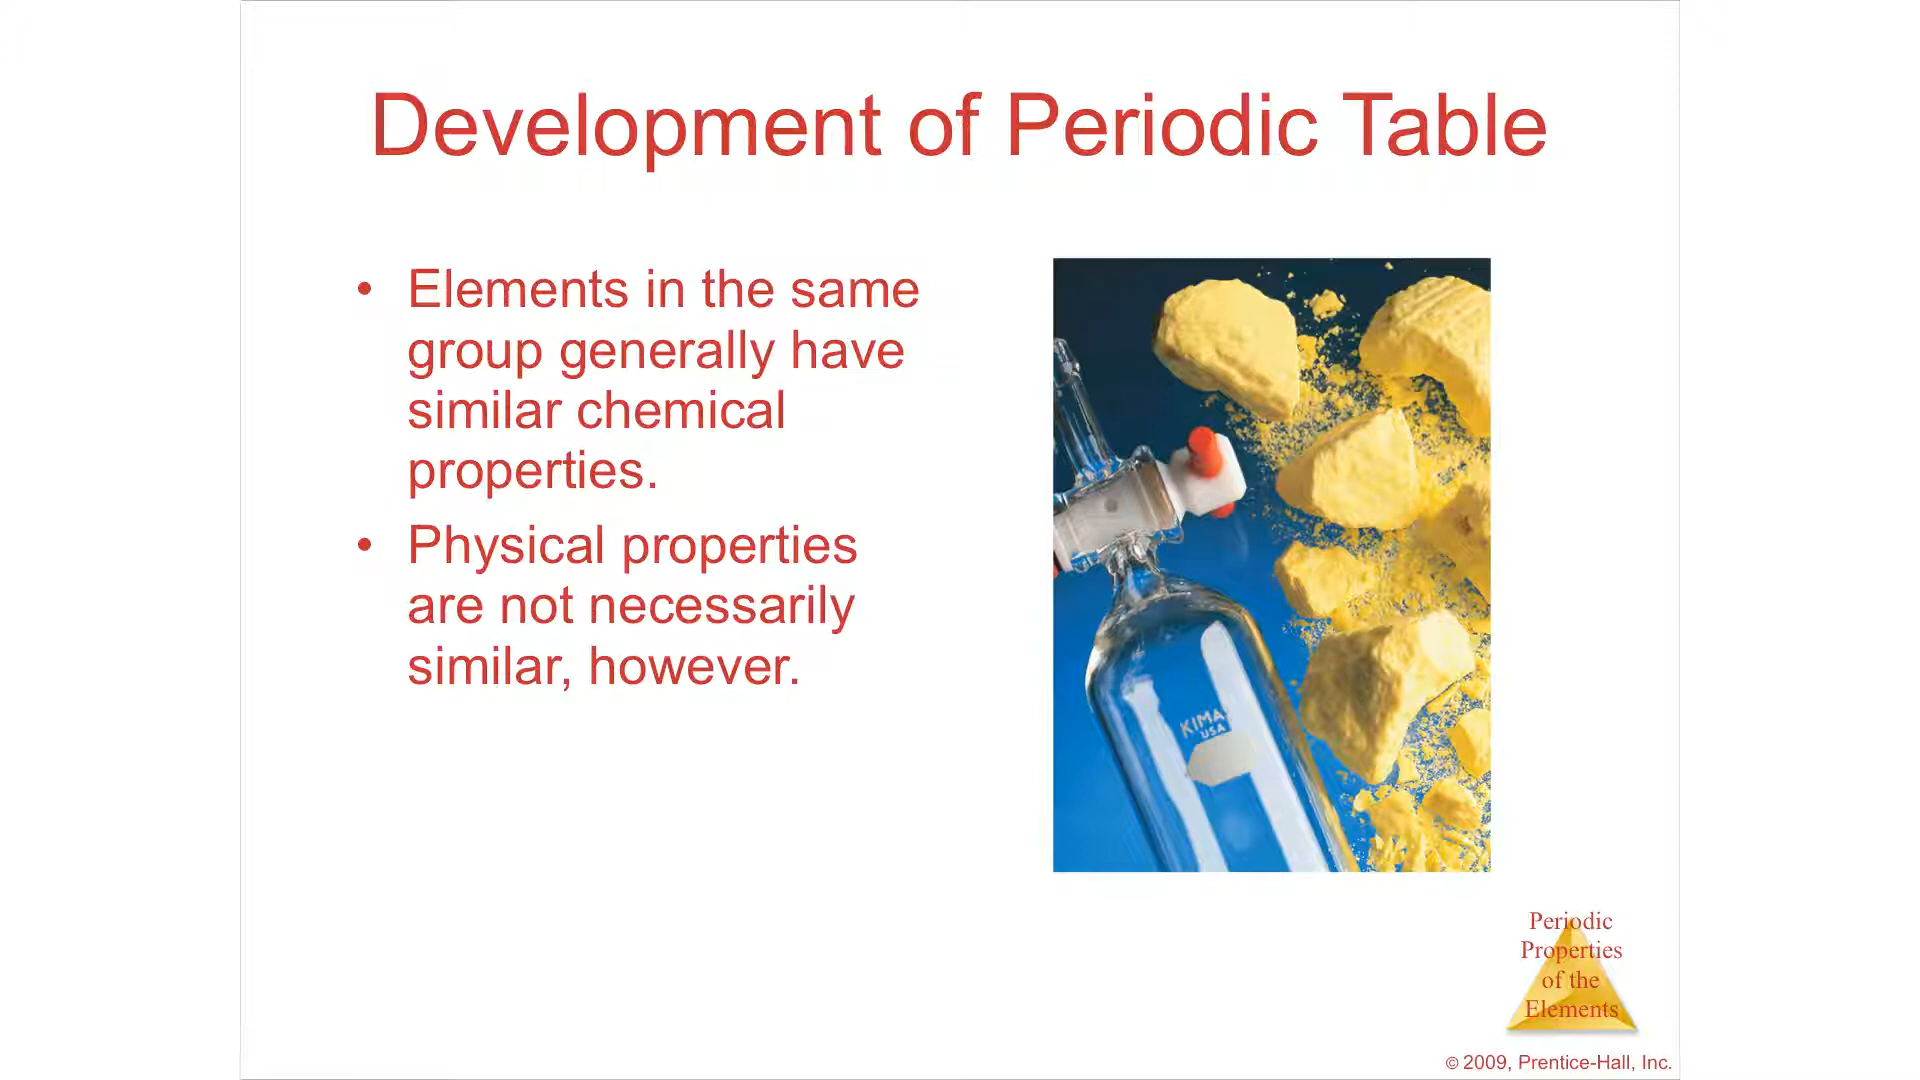 Development of Periodic Table
• Elements in the same
group generally have
similar chemical
properties.
• Physical properties
are not necessarily
similar, however.
KIMA
USA
Periodic
Properties
of the
Elements
© 2009, Prentice-Hall, Inc.